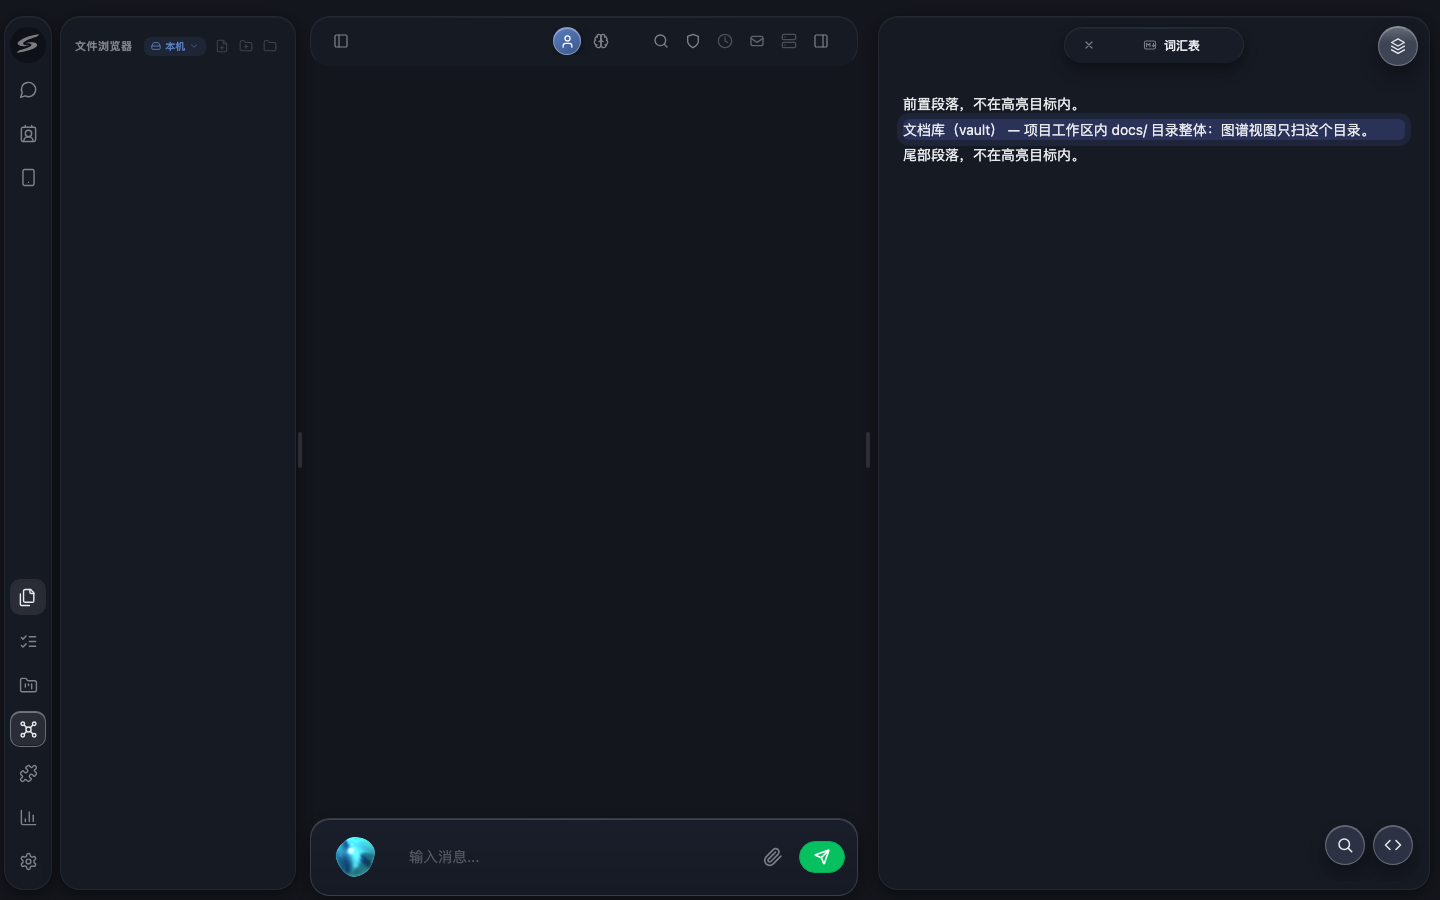 文件浏览器
本机
词汇表
前置段落，不在高亮目标内。
文档库（vault） — 项目工作区内 docs/ 目录整体：图谱视图只扫这个目录。
尾部段落，不在高亮目标内。
输入消息...